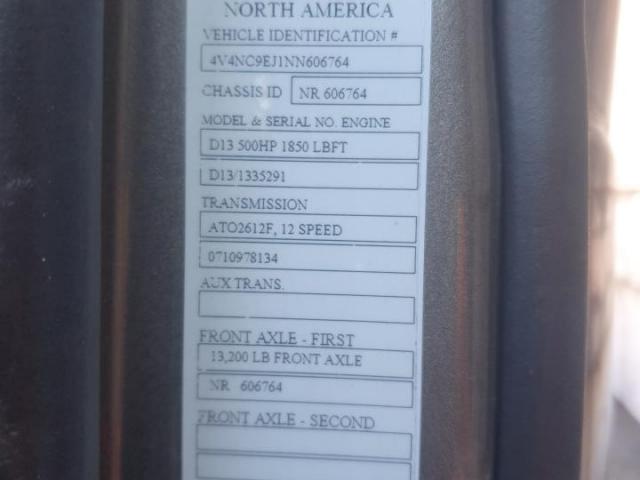 NORTH AMERICA
VEHICLE IDENTIFICATION #
4V4NC9EJ1NN606764
CHASSIS ID NR 606764
MODEL & SERIAL NO. ENGINE
D13 500HP 1850 LBFT
D13/1335291
TRANSMISSION
ATO2612F, 12 SPEED
0710978134
AUX TRANS.
FRONT AXLE - FIRST
13,200 LB FRONT AXLE
NR 606764
FRONT AXLE - SECOND